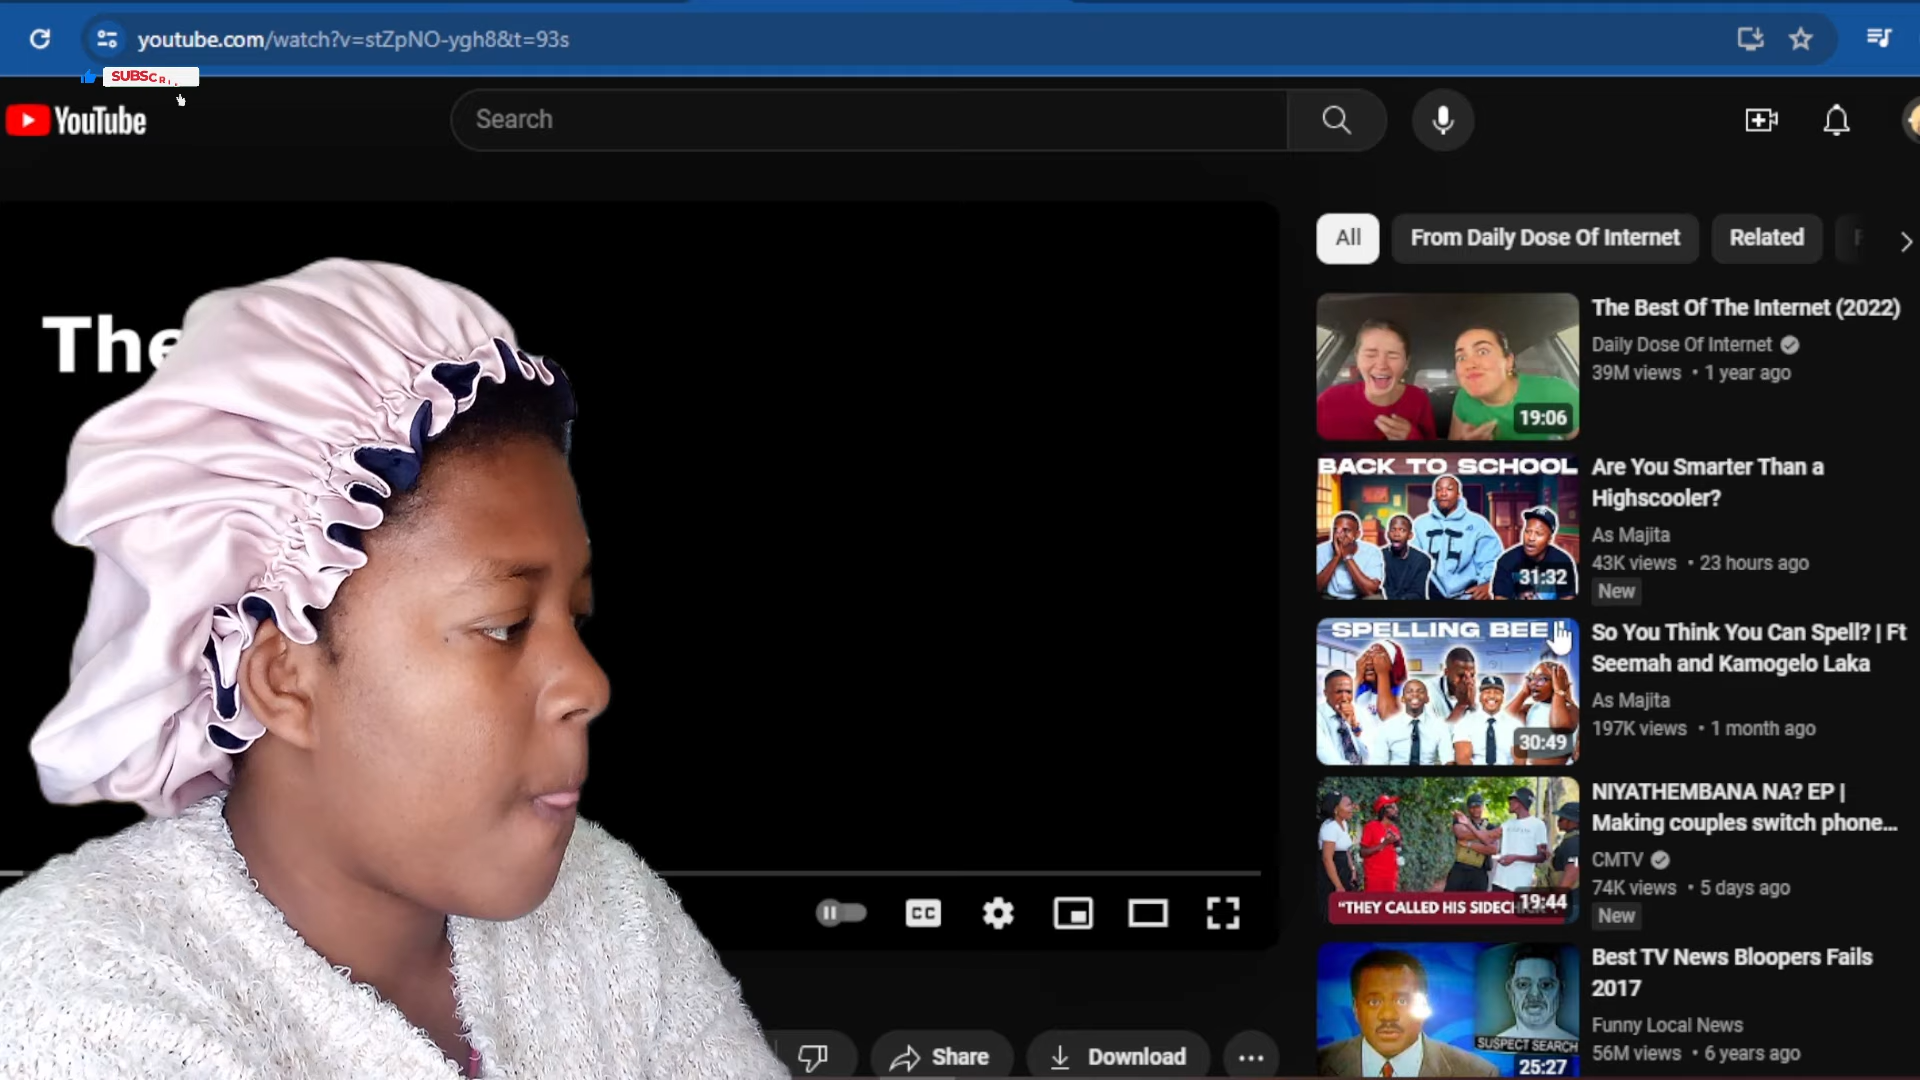 youtube.com/watch?v=stZpNO-ygh8&t=93s
SUBSCRI
YouTube
Search
The
All
From Daily Dose Of Internet
Related
The Best Of The Internet (2022)
Daily Dose Of Internet
39M views • 1 year ago
19:06
BACK TO SCHOOL
31:32
Are You Smarter Than a
Highscooler?
As Majita
43K views • 23 hours ago
New
SPELLING BEE
30:49
So You Think You Can Spell? | Ft
Seemah and Kamogelo Laka
As Majita
197K views • 1 month ago
"THEY CALLED HIS SIDECH
19:44
NIYATHEMBANA NA? EP |
Making couples switch phone...
CMTV
74K views • 5 days ago
New
SUSPECT SEARCH
25:27
Best TV News Bloopers Fails
2017
Funny Local News
56M views • 6 years ago
CC
Share
Download